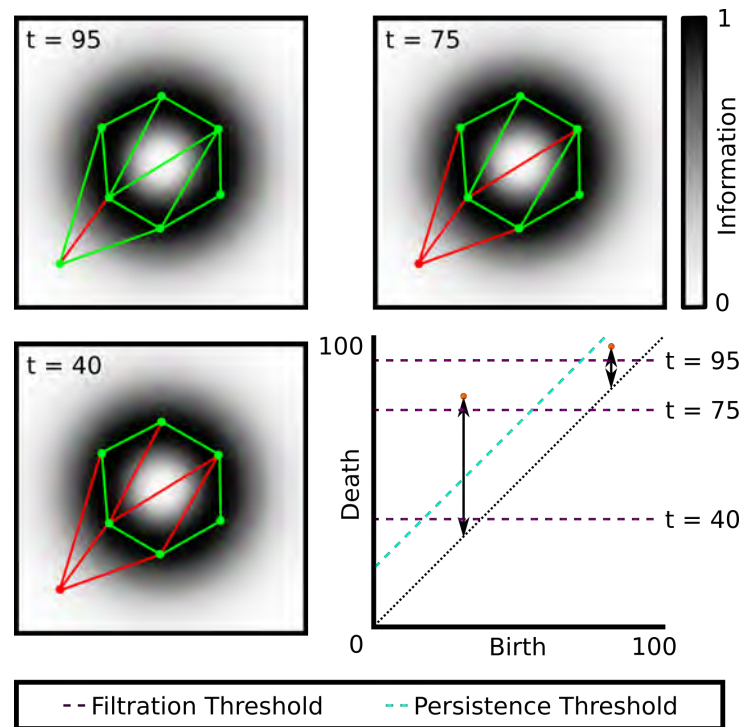 t = 95
t = 75
1
Information
0
t = 40
100
Death
t = 95
t = 75
t = 40
0
Birth
100
Filtration Threshold
Persistence Threshold